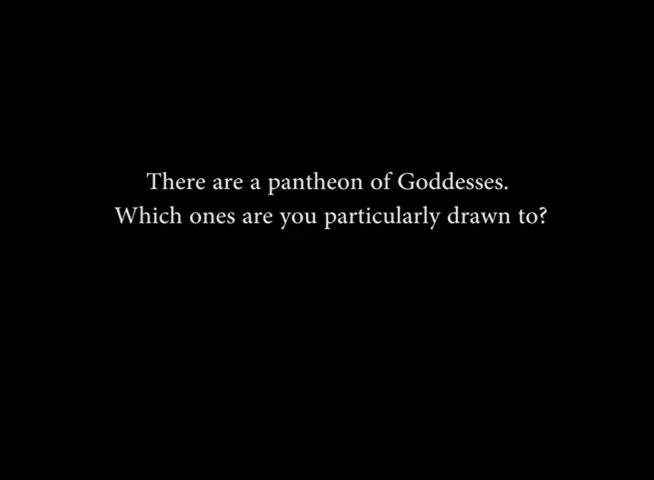 There are a pantheon of Goddesses.
Which ones are you particularly drawn to?